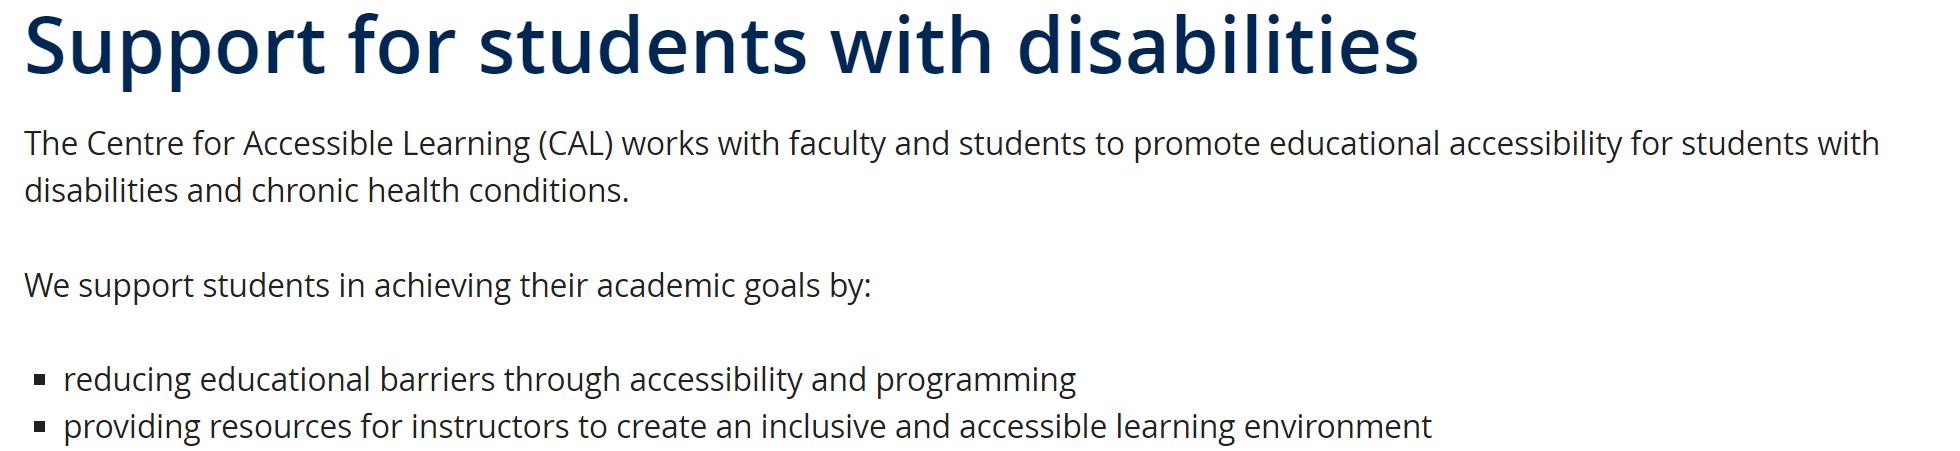 Support for students with disabilities
The Centre for Accessible Learning (CAL) works with faculty and students to promote educational accessibility for students with
disabilities and chronic health conditions.
We support students in achieving their academic goals by:
▪ reducing educational barriers through accessibility and programming
▪ providing resources for instructors to create an inclusive and accessible learning environment